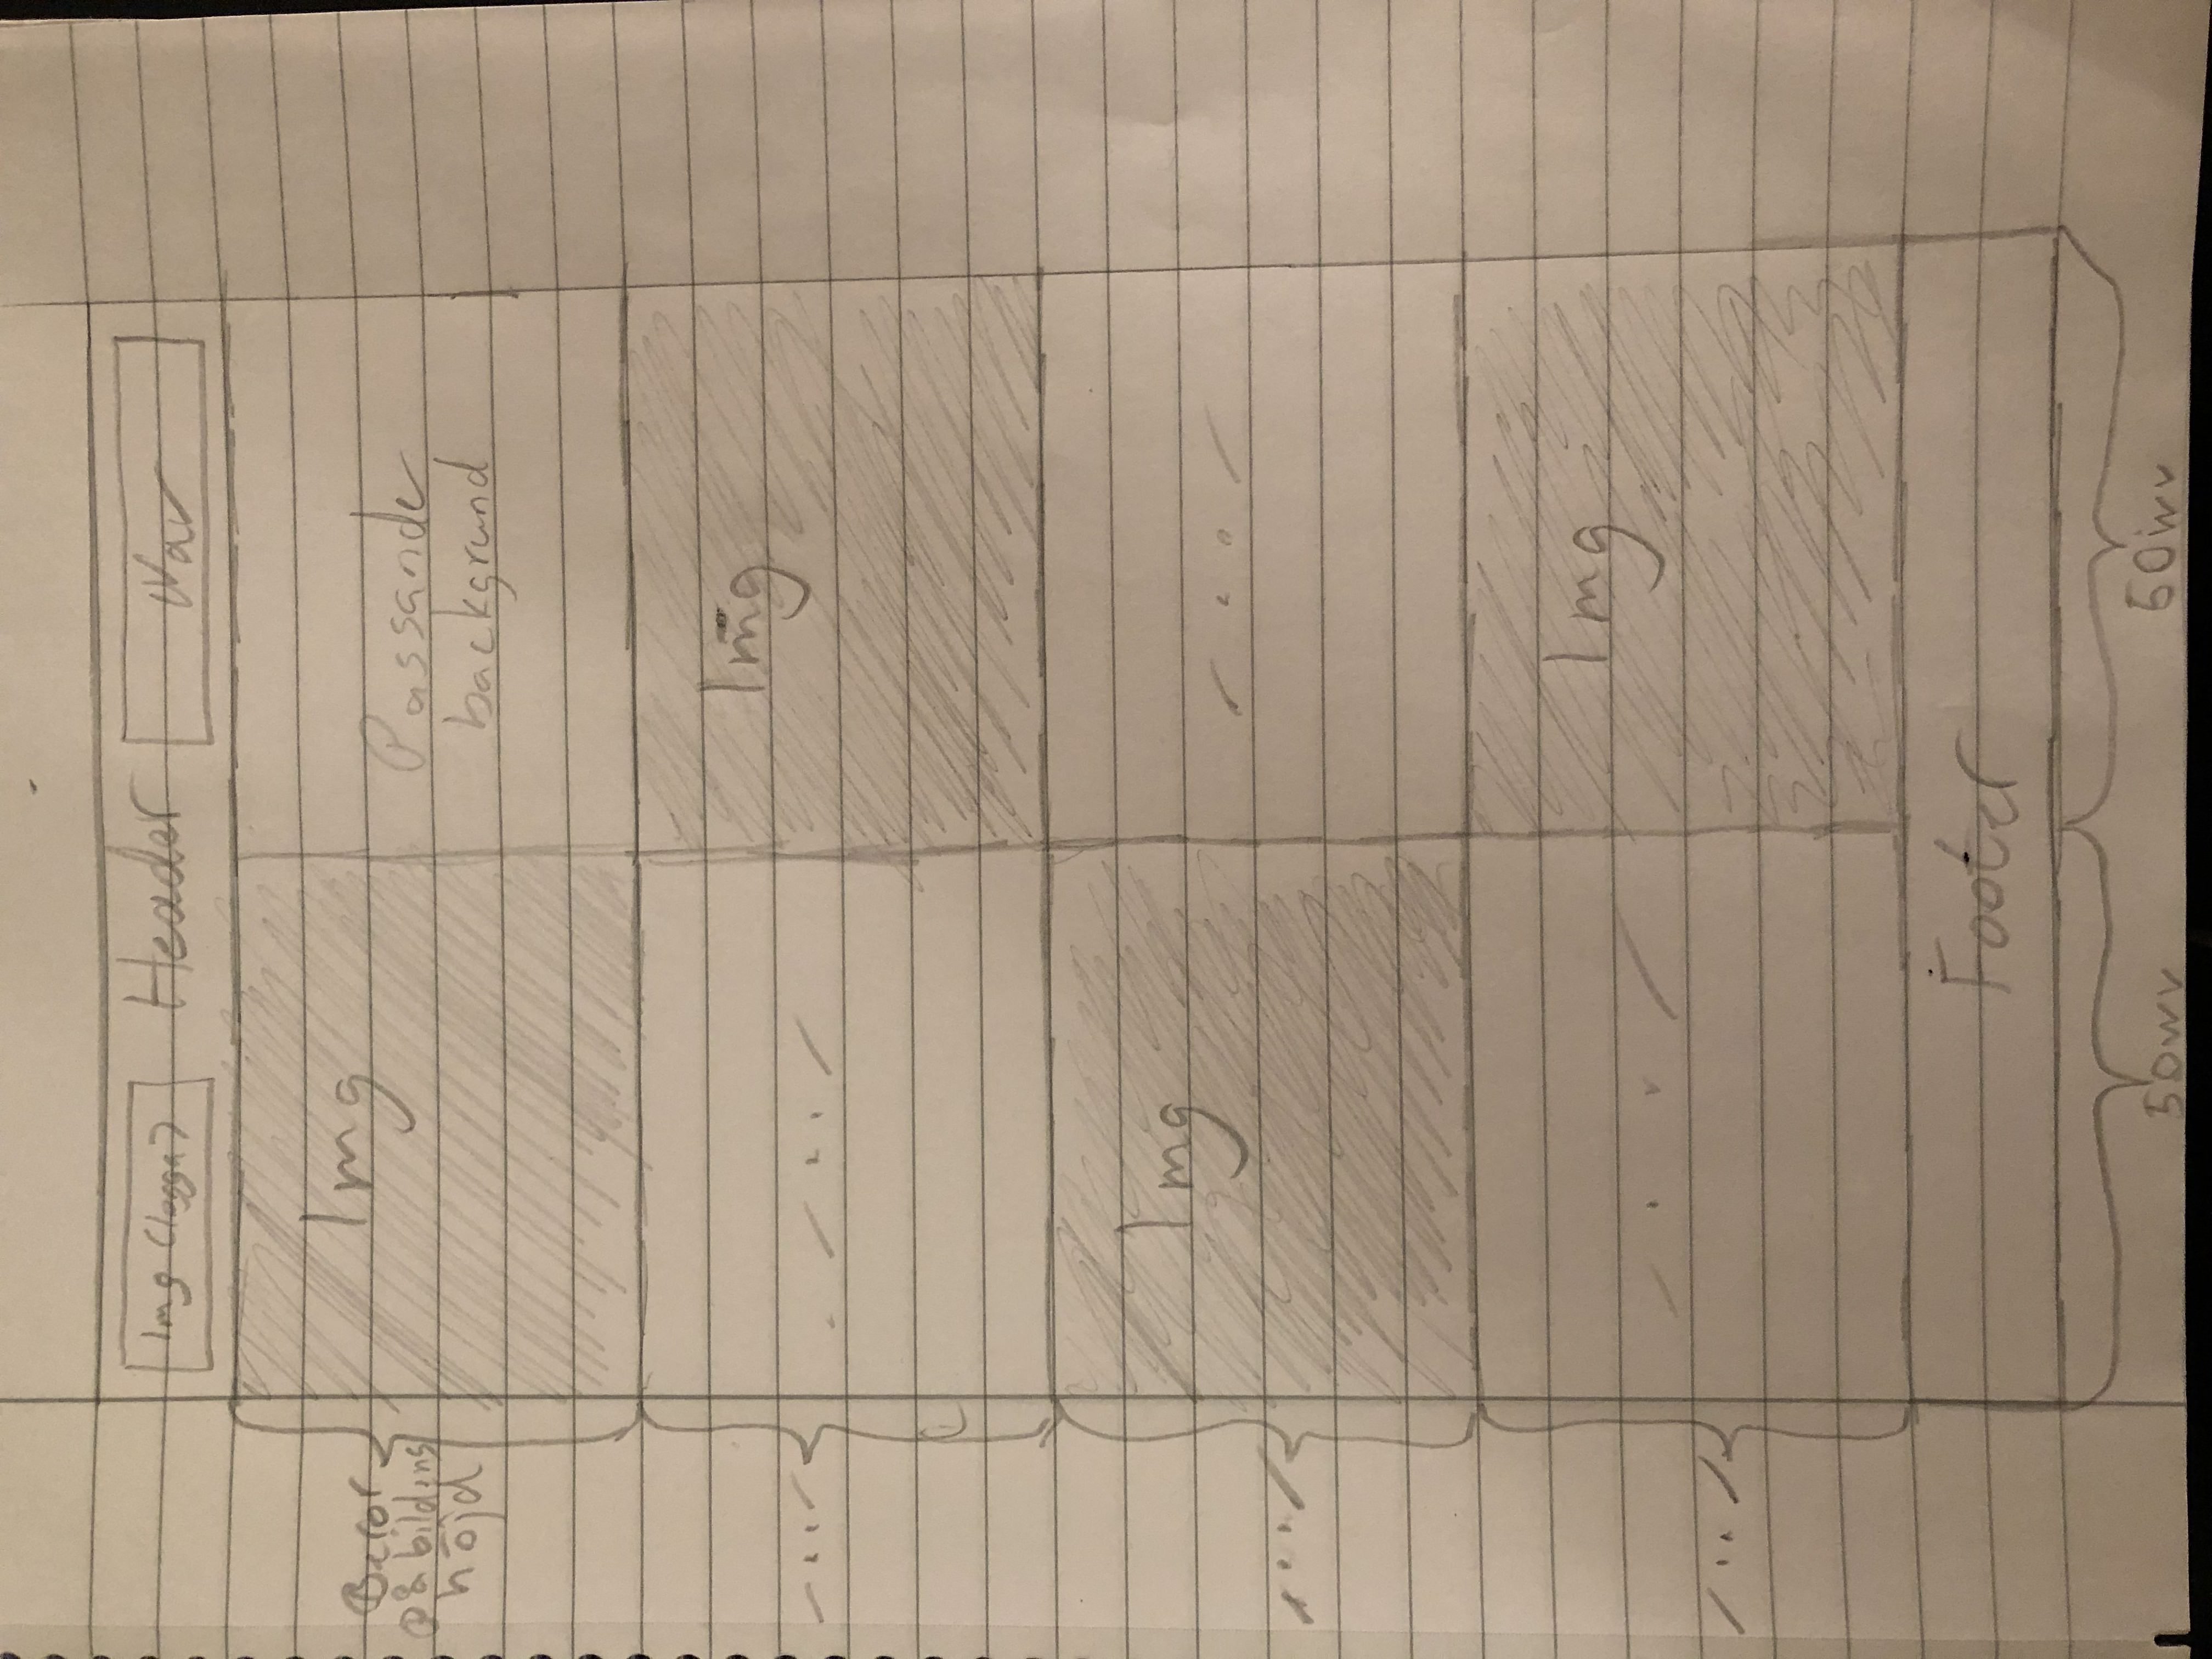 Img (logga) Header Nav
Img
Beror
på bildens
höjd
Passande
backgrund
Img
Img
Img
Footer
50wv 50wv